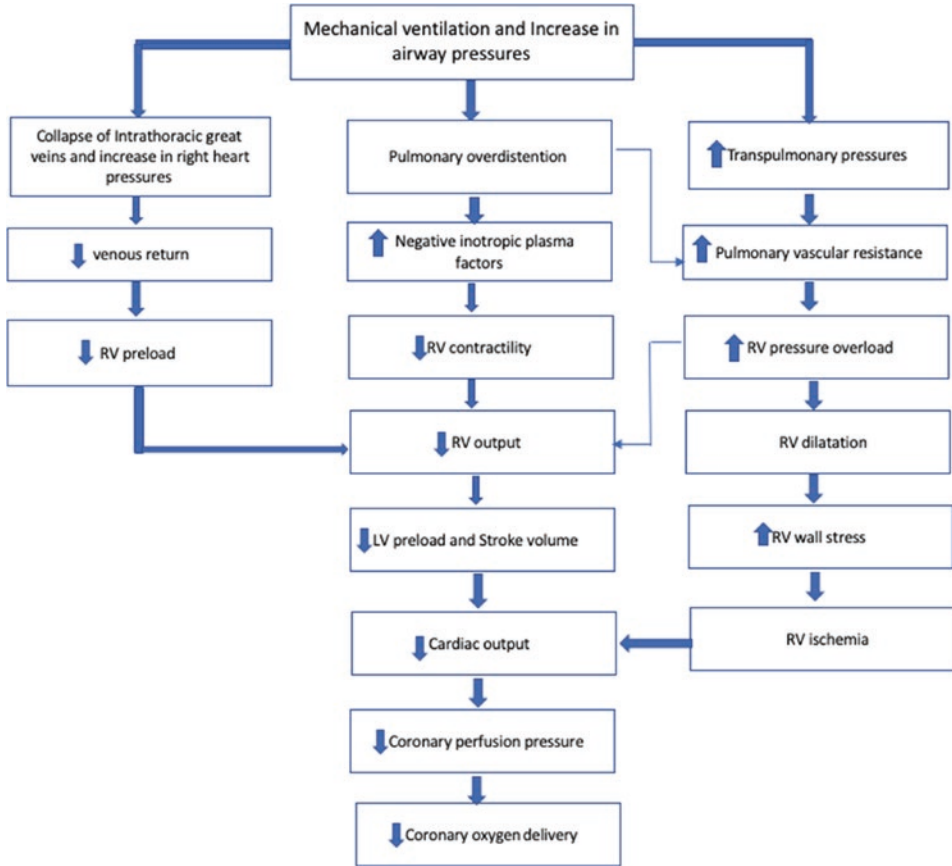 Mechanical ventilation and Increase in
airway pressures
Collapse of Intrathoracic great
veins and increase in right heart
pressures
Pulmonary overdistention
Transpulmonary pressures
venous return
Negative inotropic plasma
factors
Pulmonary vascular resistance
RV preload
RV contractility
RV pressure overload
RV output
RV dilatation
LV preload and Stroke volume
RV wall stress
Cardiac output
RV ischemia
Coronary perfusion pressure
Coronary oxygen delivery